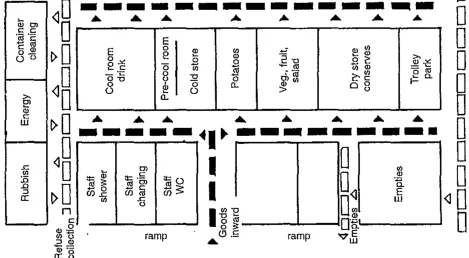 Container
cleaning
Energy
Rubbish
Refuse
collection
Cool room
drink
Pre-cool room
Cold store
Potatoes
Veg., fruit,
salad
Dry store
conserves
Trolley
park
Staff
shower
Staff
changing
Staff
WC
Goods
inward
Empties
Empties
ramp
ramp